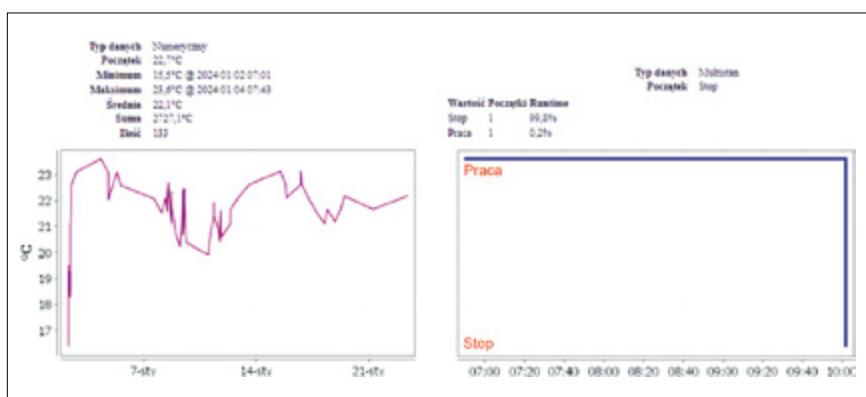 Typ danych Numeryczny
Początek 22,7°C
Minimum 15,5°C @ 2024/01/02 07:01
Maksimum 23,6°C @ 2024/01/04 07:43
Średnia 22,1°C
Suma 2727,1°C
Ilość 133
°C
23
22
21
20
19
18
17
7-sty
14-sty
21-sty
Typ danych Multistan
Początek Stop
Wartość Początki Runtime
Stop 1 99,8%
Praca 1 0,2%
Praca
Stop
07:00 07:20 07:40 08:00 08:20 08:40 09:00 09:20 09:40 10:00